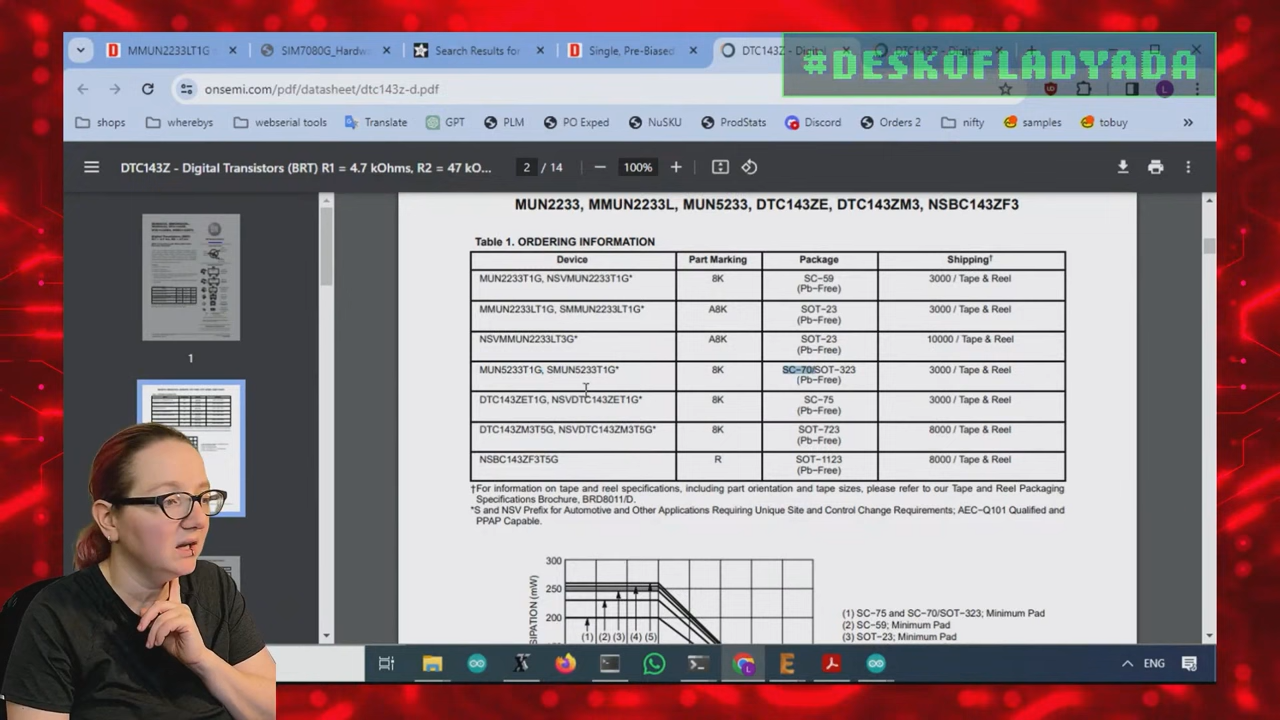 MMUN2233LT1G
SIM7080G_Hardw
Search Results for
Single, Pre-Biased
DTC143Z - Digital
DTC143Z - Digita
#DESKOFLADYADA
onsemi.com/pdf/datasheet/dtc143z-d.pdf
shops
whereby
webserial tools
Translate
GPT
PLM
PO Exped
NuSKU
ProdStats
Discord
Orders 2
nifty
samples
tobuy
DTC143Z - Digital Transistors (BRT) R1 = 4.7 kOhms, R2 = 47 kO...
2 / 14
100%
MUN2233, MMUN2233L, MUN5233, DTC143ZE, DTC143ZM3, NSBC143ZF3
Table 1. ORDERING INFORMATION
Device Part Marking Package Shipping†
MUN2233T1G, NSVMUN2233T1G* 8K SC−59 3000 / Tape & Reel
(Pb−Free)
MMUN2233LT1G, SMMUN2233LT1G* A8K SOT−23 3000 / Tape & Reel
(Pb−Free)
NSVMMUN2233LT3G* A8K SOT−23 10000 / Tape & Reel
(Pb−Free)
MUN5233T1G, SMUN5233T1G* 8K SC−70/SOT−323 3000 / Tape & Reel
(Pb−Free)
DTC143ZET1G, NSVDTC143ZET1G* 8K SC−75 3000 / Tape & Reel
(Pb−Free)
DTC143ZM3T5G, NSVDTC143ZM3T5G* 8K SOT−723 8000 / Tape & Reel
(Pb−Free)
NSBC143ZF3T5G R SOT−1123 8000 / Tape & Reel
(Pb−Free)
†For information on tape and reel specifications, including part orientation and tape sizes, please refer to our Tape and Reel Packaging
Specifications Brochure, BRD8011/D.
*S and NSV Prefix for Automotive and Other Applications Requiring Unique Site and Control Change Requirements; AEC−Q101 Qualified and
PPAP Capable.
300
250
200
(1) (2) (3) (4) (5)
(1) SC−75 and SC−70/SOT−323; Minimum Pad
(2) SC−59; Minimum Pad
(3) SOT−23; Minimum Pad
1
ENG